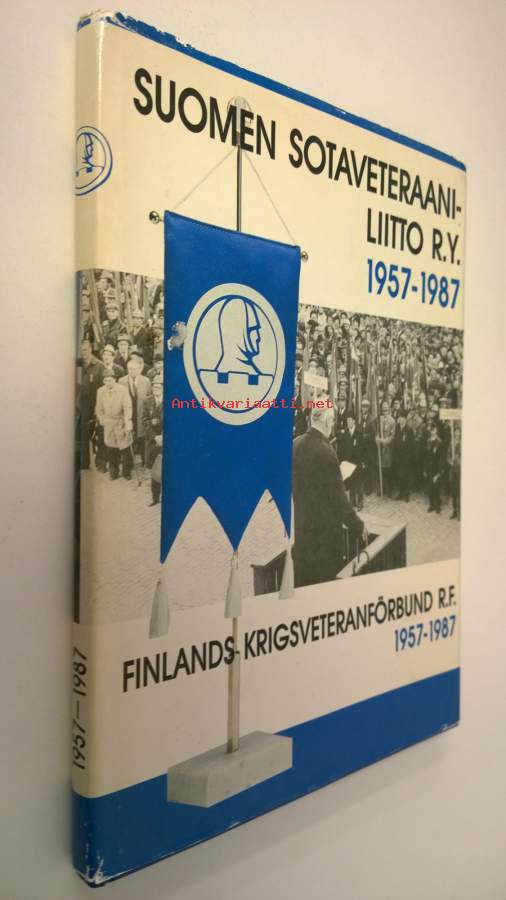 SUOMEN SOTAVETERAANI-
LIITTO R.Y.
1957-1987
Antikvariaatti.net
FINLANDS KRIGSVETERANFÖRBUND R.F.
1957-1987
1957-1987